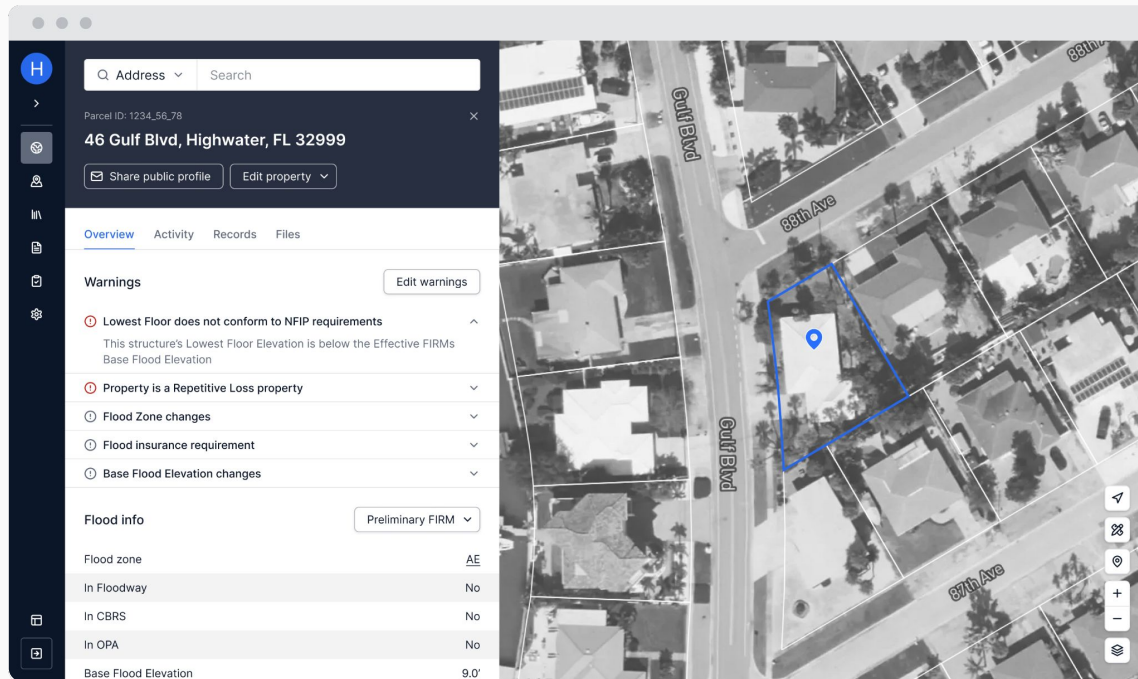 H
Address
Search
Parcel ID: 1234_56_78
46 Gulf Blvd, Highwater, FL 32999
Share public profile
Edit property
Overview
Activity
Records
Files
Warnings
Edit warnings
Lowest Floor does not conform to NFIP requirements
This structure's Lowest Floor Elevation is below the Effective FIRMs
Base Flood Elevation
Property is a Repetitive Loss property
Flood Zone changes
Flood insurance requirement
Base Flood Elevation changes
Flood info
Preliminary FIRM
Flood zone
AE
In Floodway
No
In CBRS
No
In OPA
No
Base Flood Elevation
9.0'
88th
Gulf Blvd
88th Ave
Gulf Blvd
87th Ave